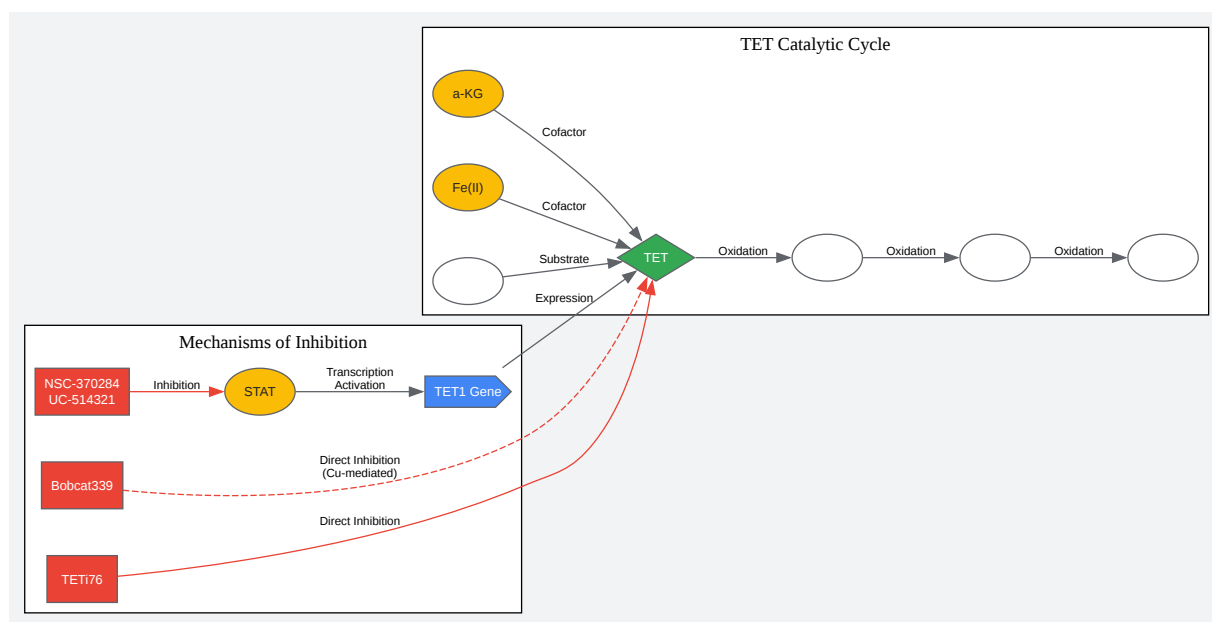 TET Catalytic Cycle
a-KG
Cofactor
Fe(II)
Cofactor
Substrate
TET
Oxidation
Oxidation
Oxidation
Expression
Mechanisms of Inhibition
NSC-370284
UC-514321
Inhibition
STAT
Transcription
Activation
TET1 Gene
Bobcat339
Direct Inhibition
(Cu-mediated)
TETi76
Direct Inhibition